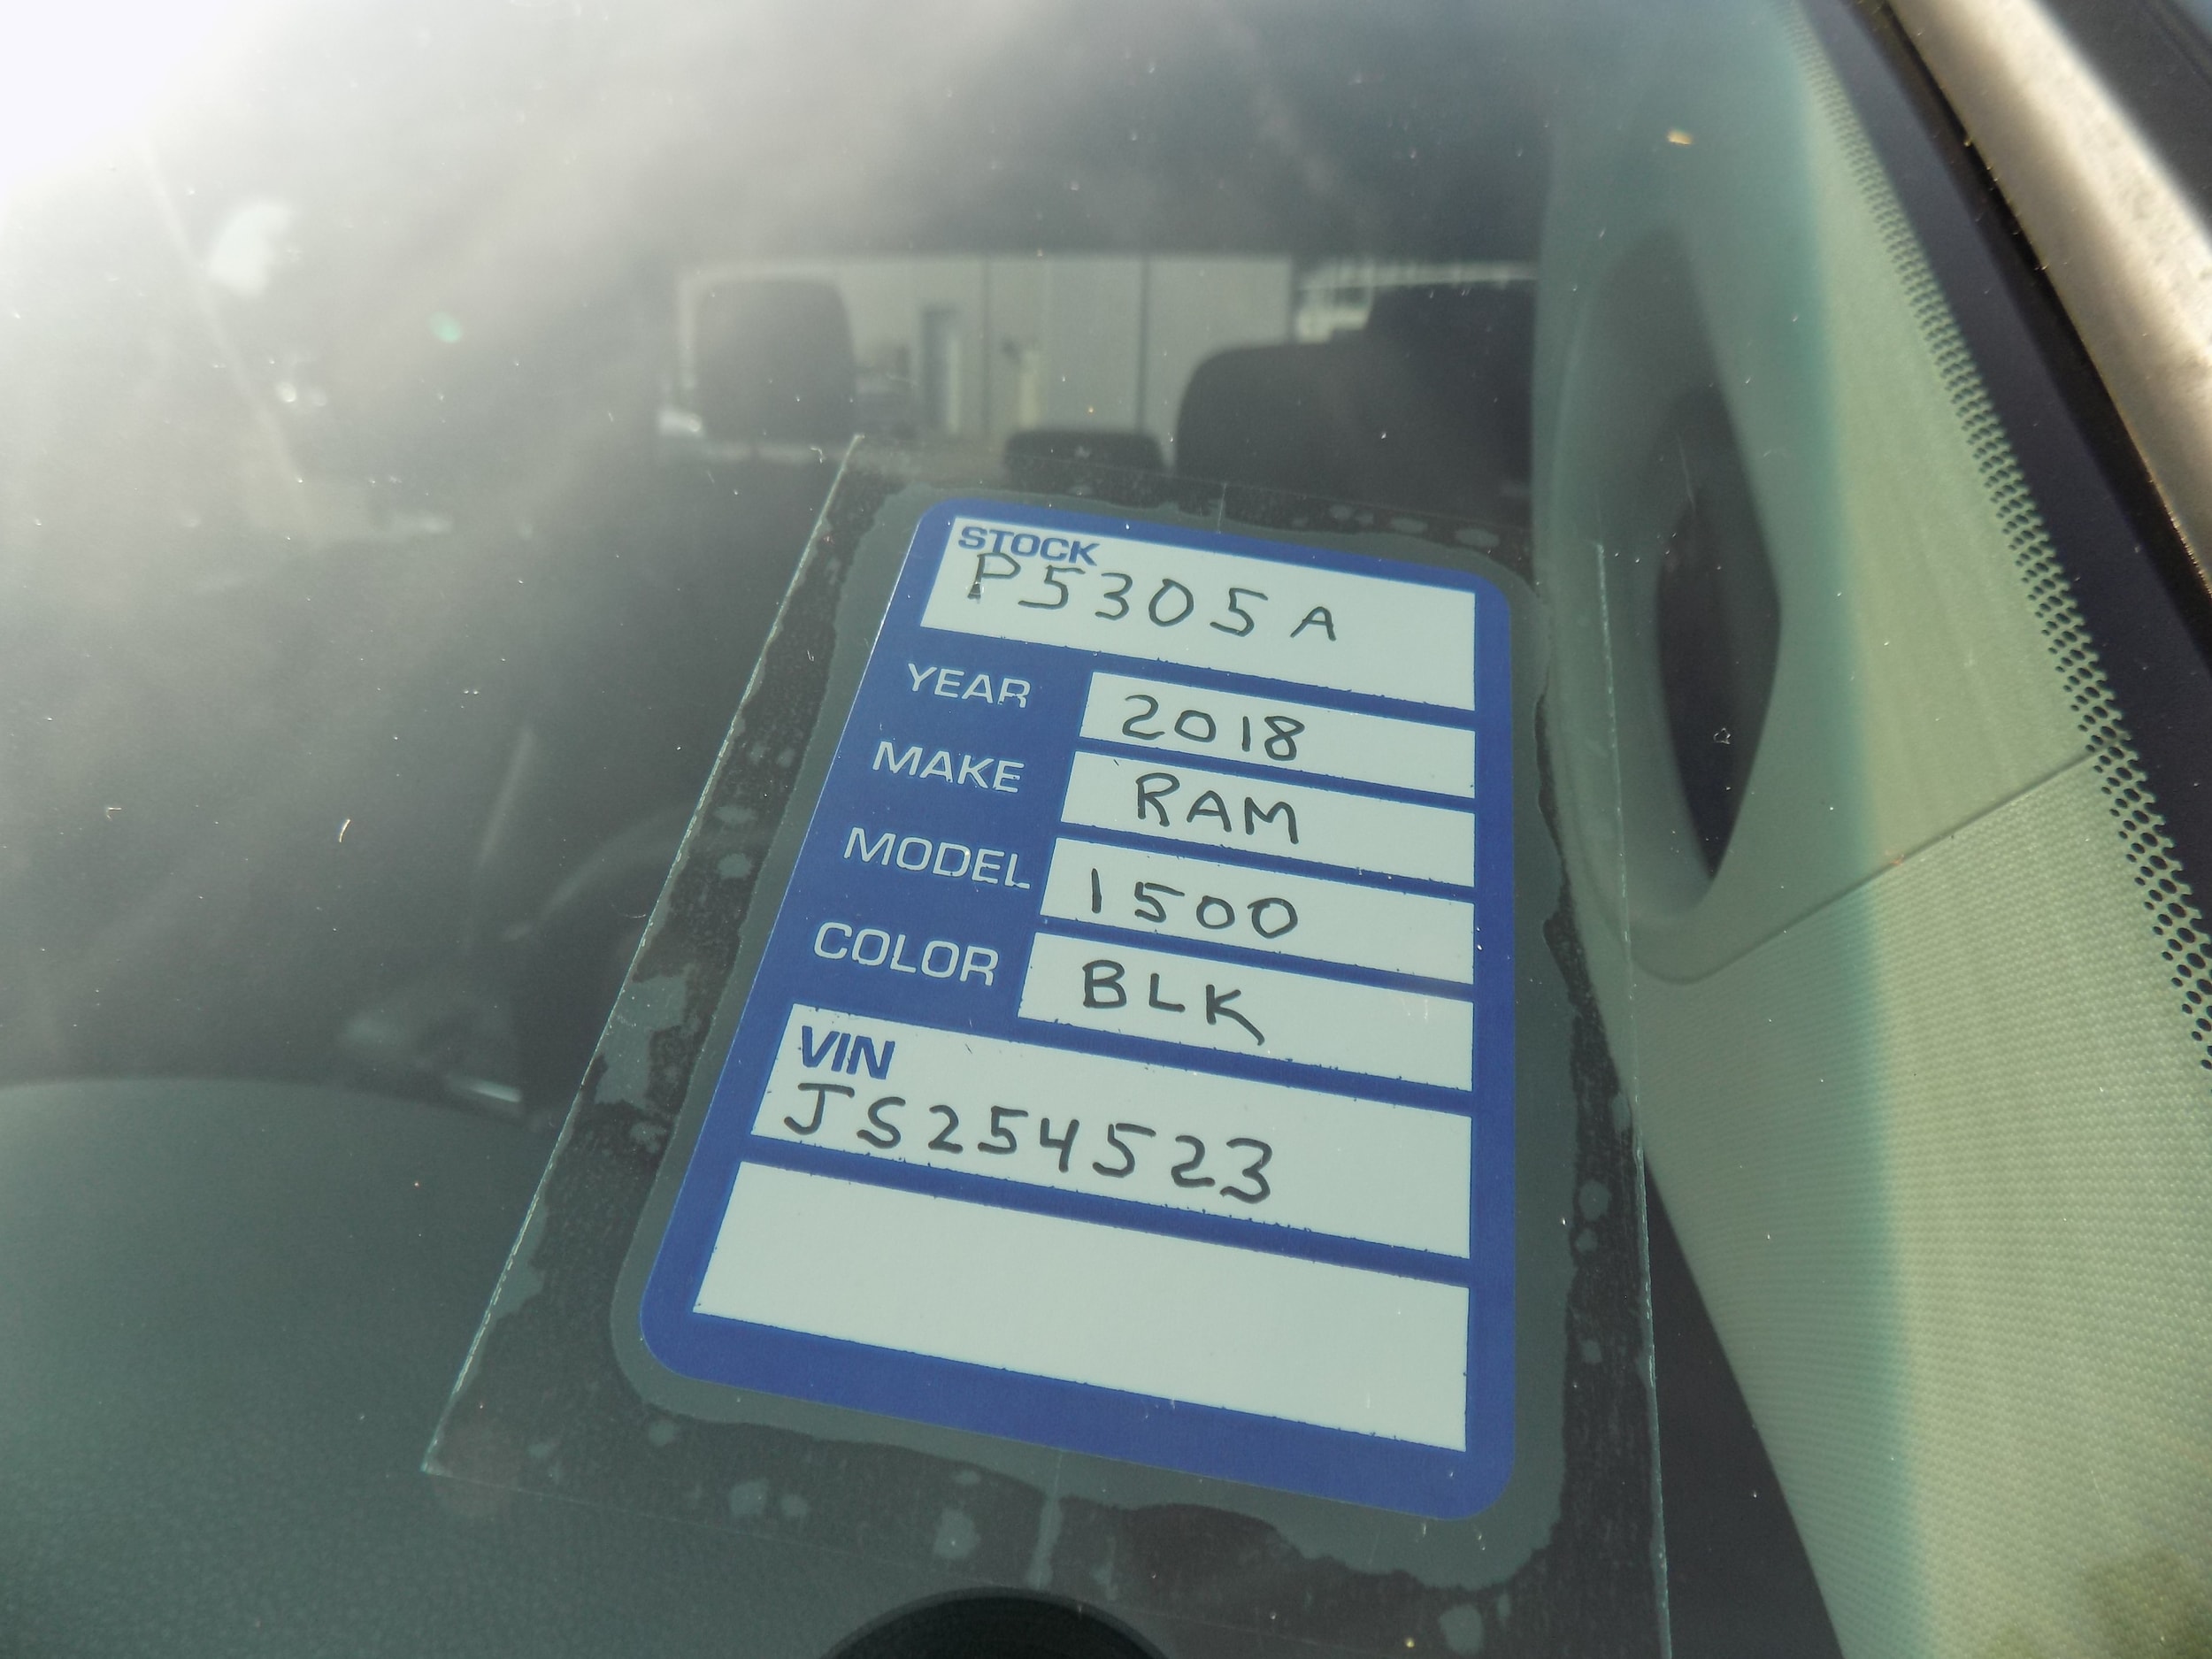 STOCK
P5305A
YEAR 2018
MAKE RAM
MODEL 1500
COLOR BLK
VIN
JS254523